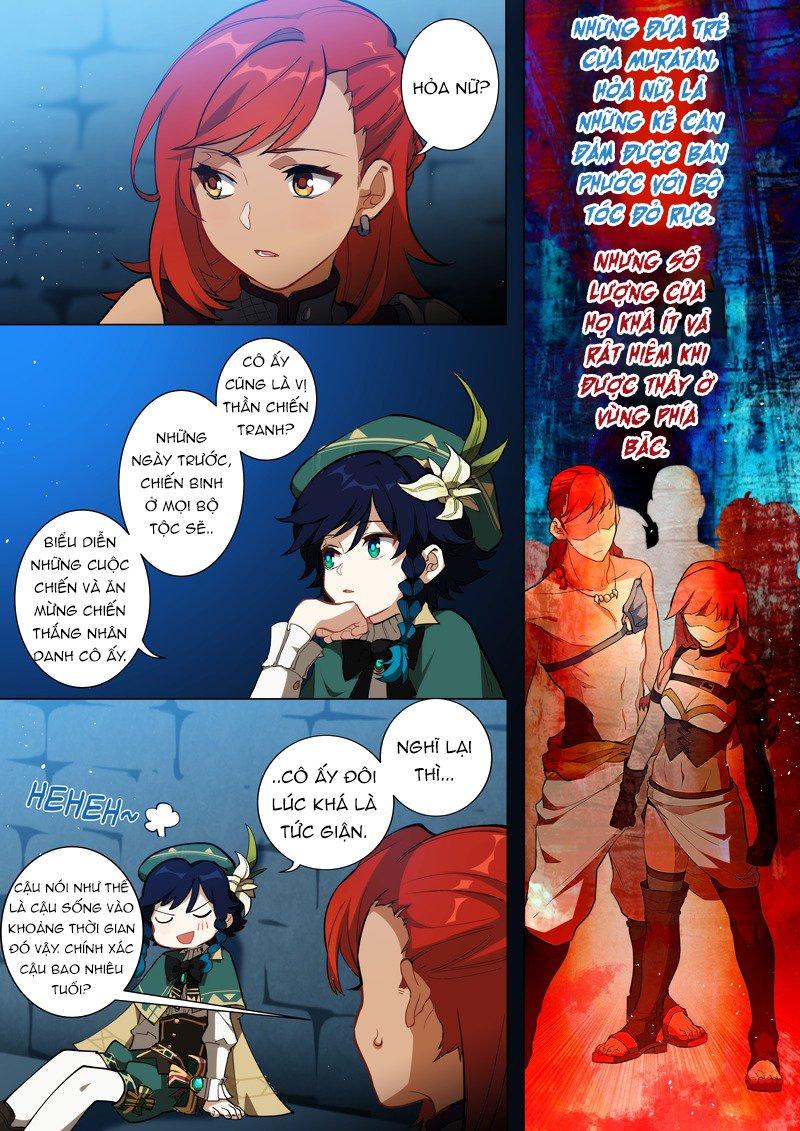 NHỮNG ĐỨA TRẺ
CỦA MURATAN,
HỎA NỮ, LÀ
NHỮNG KẺ CAN
ĐẢM ĐƯỢC BAN
PHƯỚC VỚI BỘ
TÓC ĐỎ RỰC.
NHƯNG SỐ
LƯỢNG CỦA
HỌ KHÁ ÍT VÀ
RẤT HIẾM KHI
ĐƯỢC THẤY Ở
VÙNG PHÍA
BẮC.
HỎA NỮ?
CÔ ẤY
CŨNG LÀ VỊ
THẦN CHIẾN
TRANH?
NHỮNG
NGÀY TRƯỚC,
CHIẾN BINH
Ở MỌI BỘ
TỘC SẼ..
BIỂU DIỄN
NHỮNG CUỘC
CHIẾN VÀ ĂN
MỪNG CHIẾN
THẮNG NHÂN
DANH CÔ ẤY.
NGHĨ LẠI
THÌ...
..CÔ ẤY ĐÔI
LÚC KHÁ LÀ
TỨC GIẬN.
HEHEH~
CẬU NÓI NHƯ THỂ
LÀ CẬU SỐNG VÀO
KHOẢNG THỜI GIAN
ĐÓ VẬY. CHÍNH XÁC
CẬU BAO NHIÊU
TUỔI?